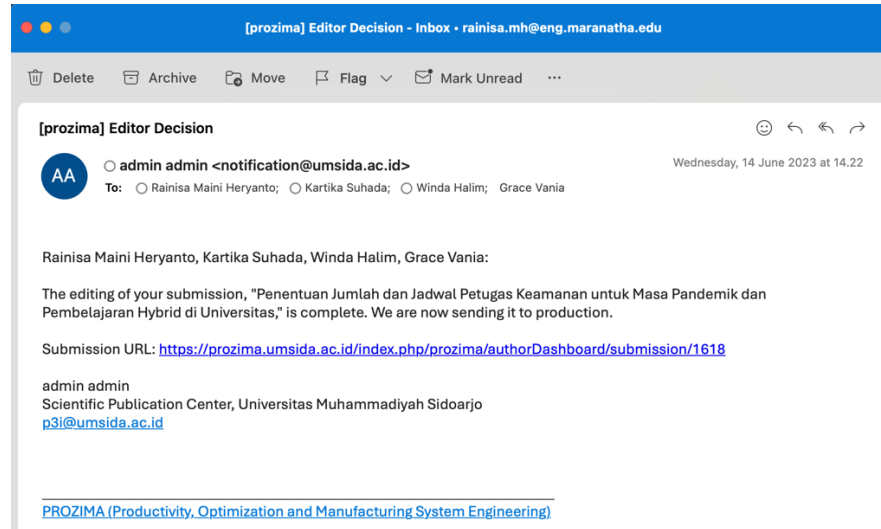 [prozima] Editor Decision - Inbox • rainisa.mh@eng.maranatha.edu
Delete Archive Move Flag Mark Unread ...
[prozima] Editor Decision
AA
admin admin <notification@umsida.ac.id>
Wednesday, 14 June 2023 at 14.22
To: Rainisa Maini Heryanto; Kartika Suhada; Winda Halim; Grace Vania
Rainisa Maini Heryanto, Kartika Suhada, Winda Halim, Grace Vania:
The editing of your submission, "Penentuan Jumlah dan Jadwal Petugas Keamanan untuk Masa Pandemik dan
Pembelajaran Hybrid di Universitas," is complete. We are now sending it to production.
Submission URL: https://prozima.umsida.ac.id/index.php/prozima/authorDashboard/submission/1618
admin admin
Scientific Publication Center, Universitas Muhammadiyah Sidoarjo
p3i@umsida.ac.id
PROZIMA (Productivity, Optimization and Manufacturing System Engineering)